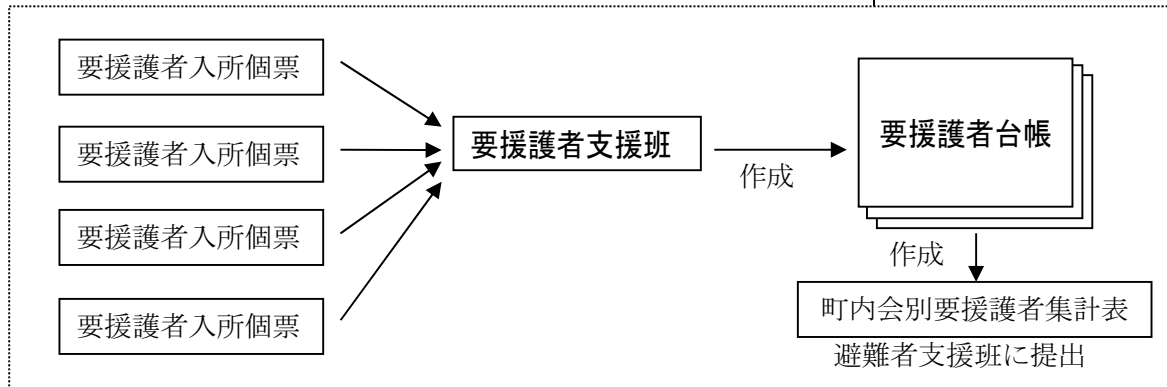 要援護者入所個票
要援護者入所個票
要援護者入所個票
要援護者入所個票
要援護者支援班
作成
要援護者台帳
作成
町内会別要援護者集計表
避難者支援班に提出